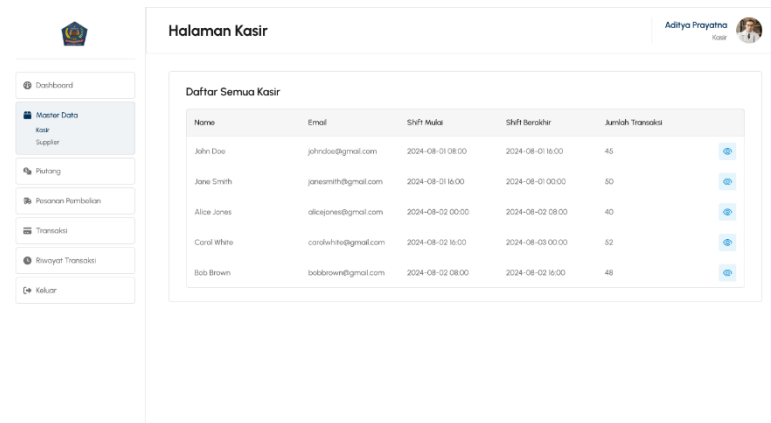 Halaman Kasir
Aditya Prayatna
Kasir
Dashboard
Master Data
Kasir
Supplier
Piutang
Pesanan Pembelian
Transaksi
Riwayat Transaksi
Keluar
Daftar Semua Kasir
Name Email Shift Mulai Shift Berakhir Jumlah Transaksi
John Doe johndoe@gmail.com 2024-08-01 08:00 2024-08-01 16:00 45
Jane Smith janesmith@gmail.com 2024-08-01 16:00 2024-08-01 00:00 50
Alice Jones alicejones@gmail.com 2024-08-02 00:00 2024-08-02 08:00 40
Carol White carolwhite@gmail.com 2024-08-02 16:00 2024-08-03 00:00 52
Bob Brown bobbrown@gmail.com 2024-08-02 08:00 2024-08-02 16:00 48